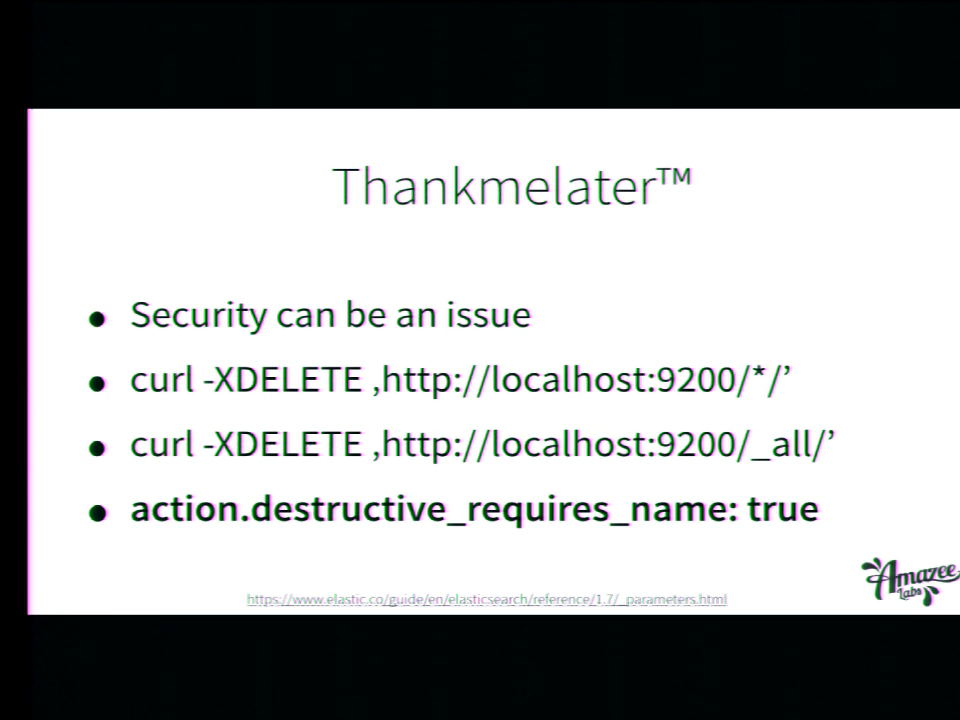 Thankmelater™
• Security can be an issue
• curl -XDELETE ‚http://localhost:9200/*/’
• curl -XDELETE ‚http://localhost:9200/_all/’
• action.destructive_requires_name: true
https://www.elastic.co/guide/en/elasticsearch/reference/1.7/_parameters.html
Amazee
Labs